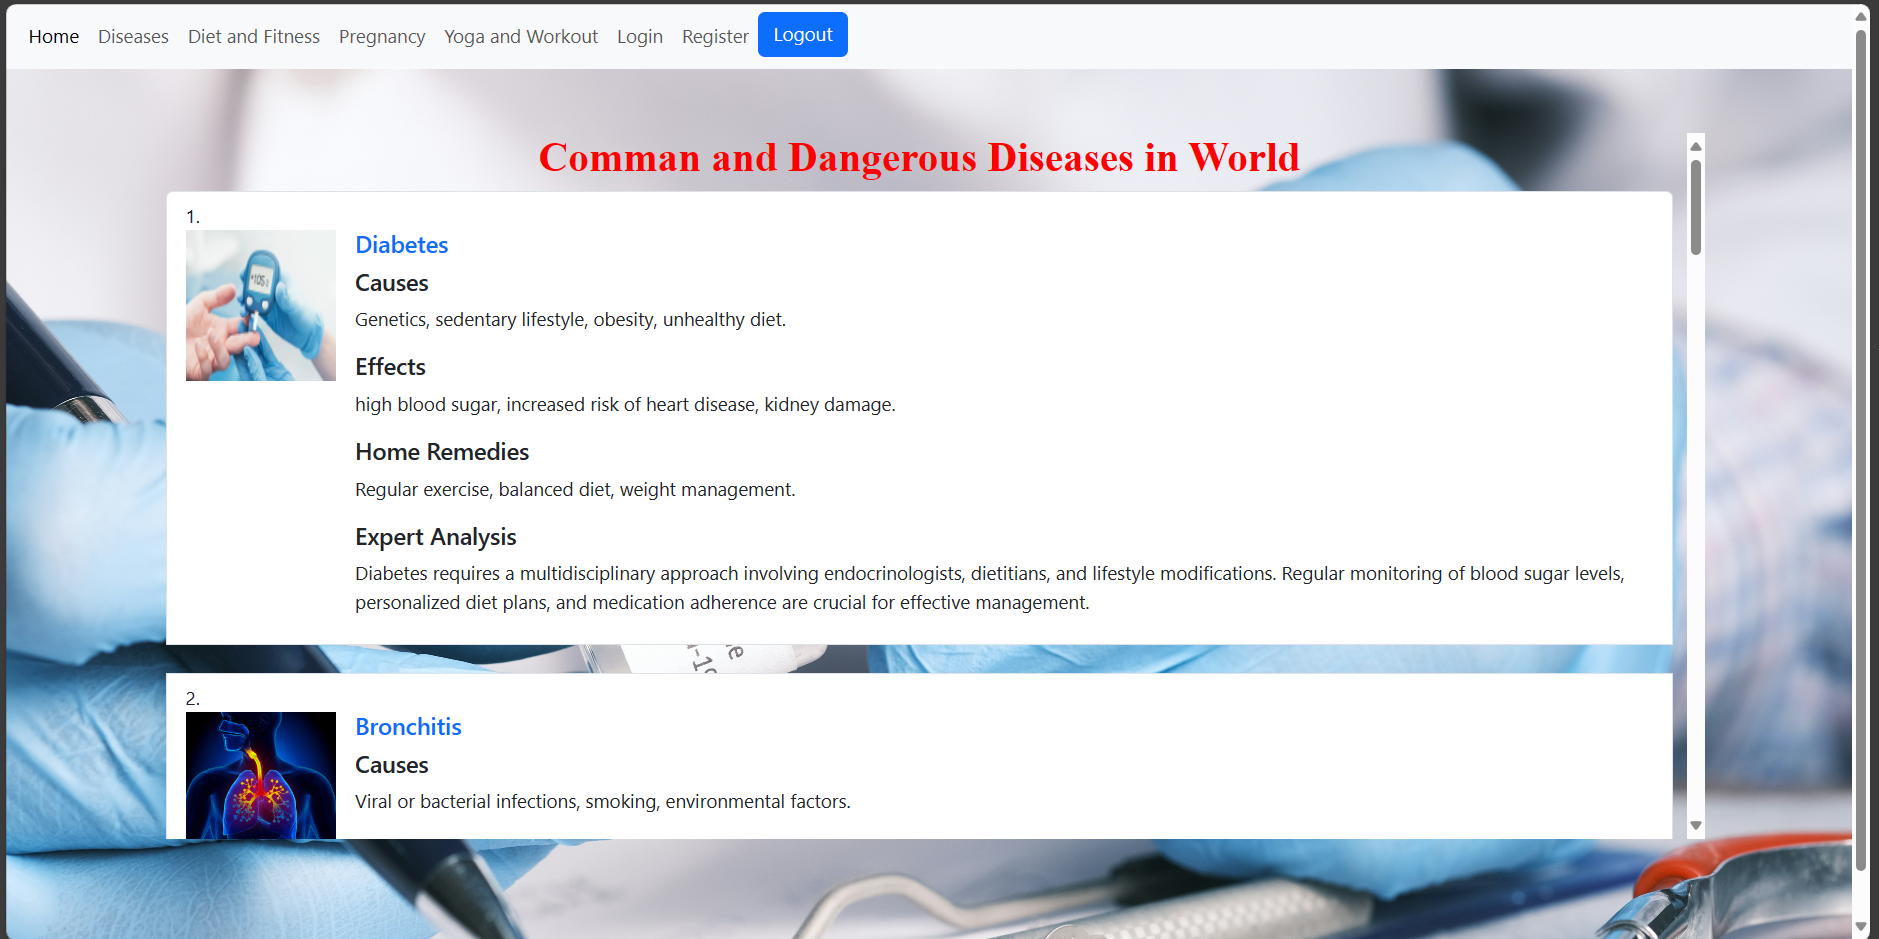 Home Diseases Diet and Fitness Pregnancy Yoga and Workout Login Register Logout
Comman and Dangerous Diseases in World
1.
Diabetes
Causes
Genetics, sedentary lifestyle, obesity, unhealthy diet.
Effects
high blood sugar, increased risk of heart disease, kidney damage.
Home Remedies
Regular exercise, balanced diet, weight management.
Expert Analysis
Diabetes requires a multidisciplinary approach involving endocrinologists, dietitians, and lifestyle modifications. Regular monitoring of blood sugar levels,
personalized diet plans, and medication adherence are crucial for effective management.
2.
Bronchitis
Causes
Viral or bacterial infections, smoking, environmental factors.